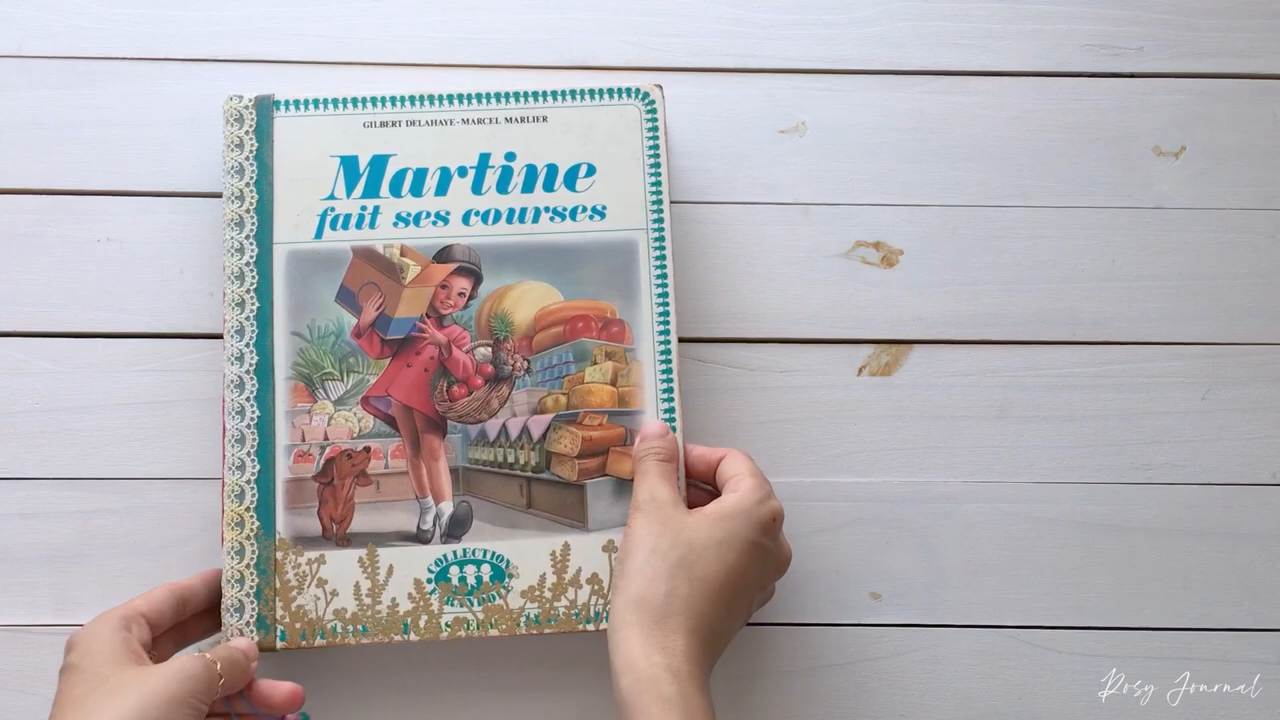 GILBERT DELAHAYE - MARCEL MARLIER
Martine
fait ses courses
COLLECTION
Rosy Journal